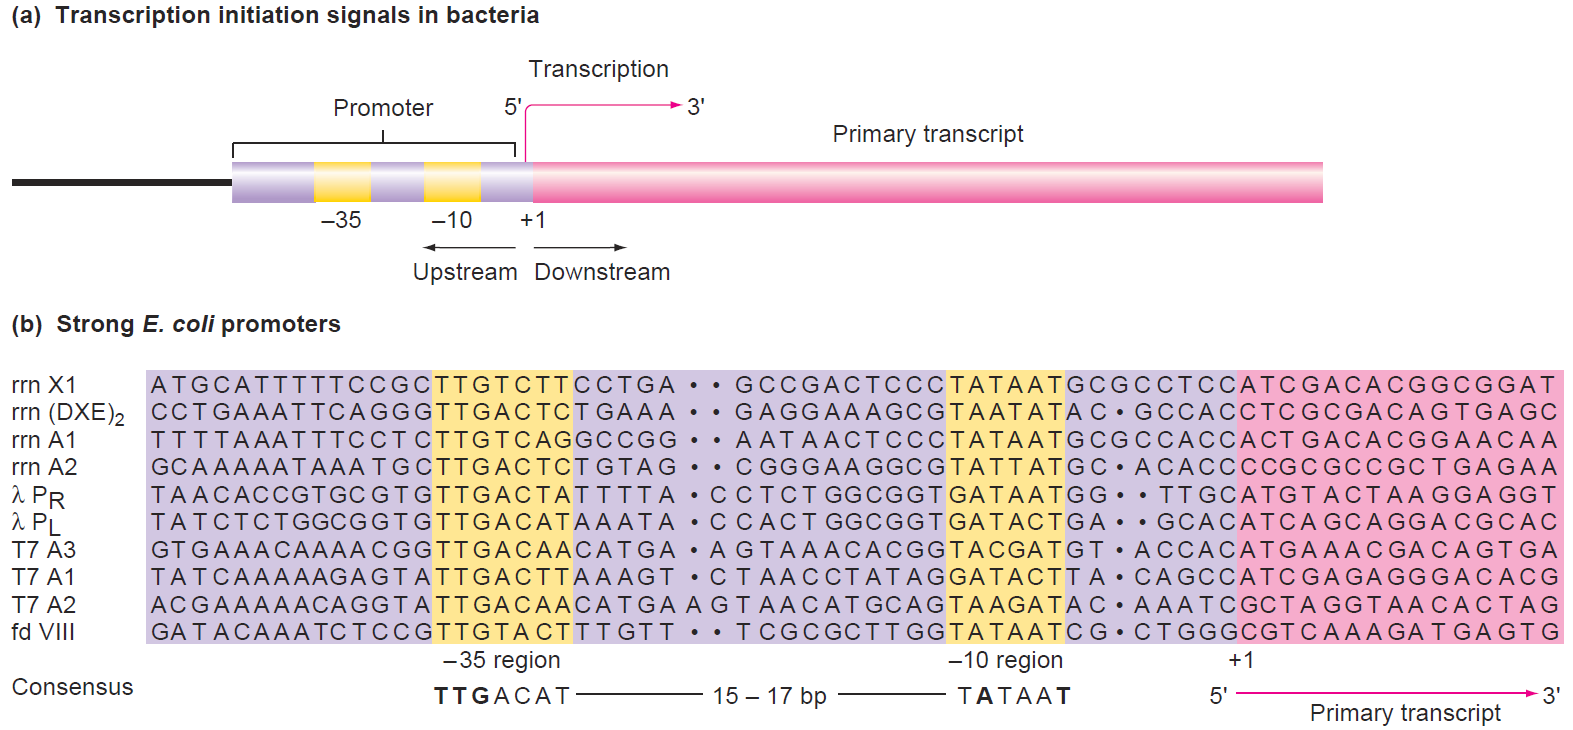 (a) Transcription initiation signals in bacteria
Transcription
Promoter 5' 3'
Primary transcript
–35 –10 +1
Upstream Downstream
(b) Strong E. coli promoters
rrn X1 ATGCATTTTTCCGCTTGTCTTCCTGA • • GCCGACTCCCTATAATGCGCCTCCATCGACACGGCGGAT
rrn (DXE)2 CCTGAAATTCAGGGTTGACTCTGAAA • • GAGGAAAGCGTAATATAC • GCCACCTCGCGACAGTGAGC
rrn A1 TTTTAAATTTCCTCTTGTCAGGCCGG • • AATAACTCCCTATAATGCGCCACCACTGACACGGAACAA
rrn A2 GCAAAAATAAATGCTTGACTCTGTAG • • CGGGAAGGCGTATTATGC • ACACCCCGCGCCGCTGAGAA
λ PR TAACACCGTGCGTGTTGACTATTTTA • CCTCTGGCGGTGATAATGG • • TTGCATGTACTAAGGAGGT
λ PL TATCTCTGGCGGTGTTGACATAAATA • CCACTGGCGGTGATACTGA • • GCACATCAGCAGGACGCAC
T7 A3 GTGAAACAAAACGGTTGACAACATGA • AGTAAACACGGTACGATGT • ACCACATGAAACGACAGTGA
T7 A1 TATCAAAAAGAGTATTGACTTAAAGT • CTAACCTATAGGATACTTA • CAGCCATCGAGAGGGACACG
T7 A2 ACGAAAAACAGGTATTGACAACATGAAGTAACATGCAGTAAGATAC • AAATCGCTAGGTAACACTAG
fd VIII GATACAAATCTCCGTTGTACTTTGTT • • TCGCGCTTGGTATAATCG • CTGGGCGTCAAAGATGAGTG
–35 region –10 region +1
Consensus TTGACAT 15 – 17 bp TATAAT 5' 3'
Primary transcript